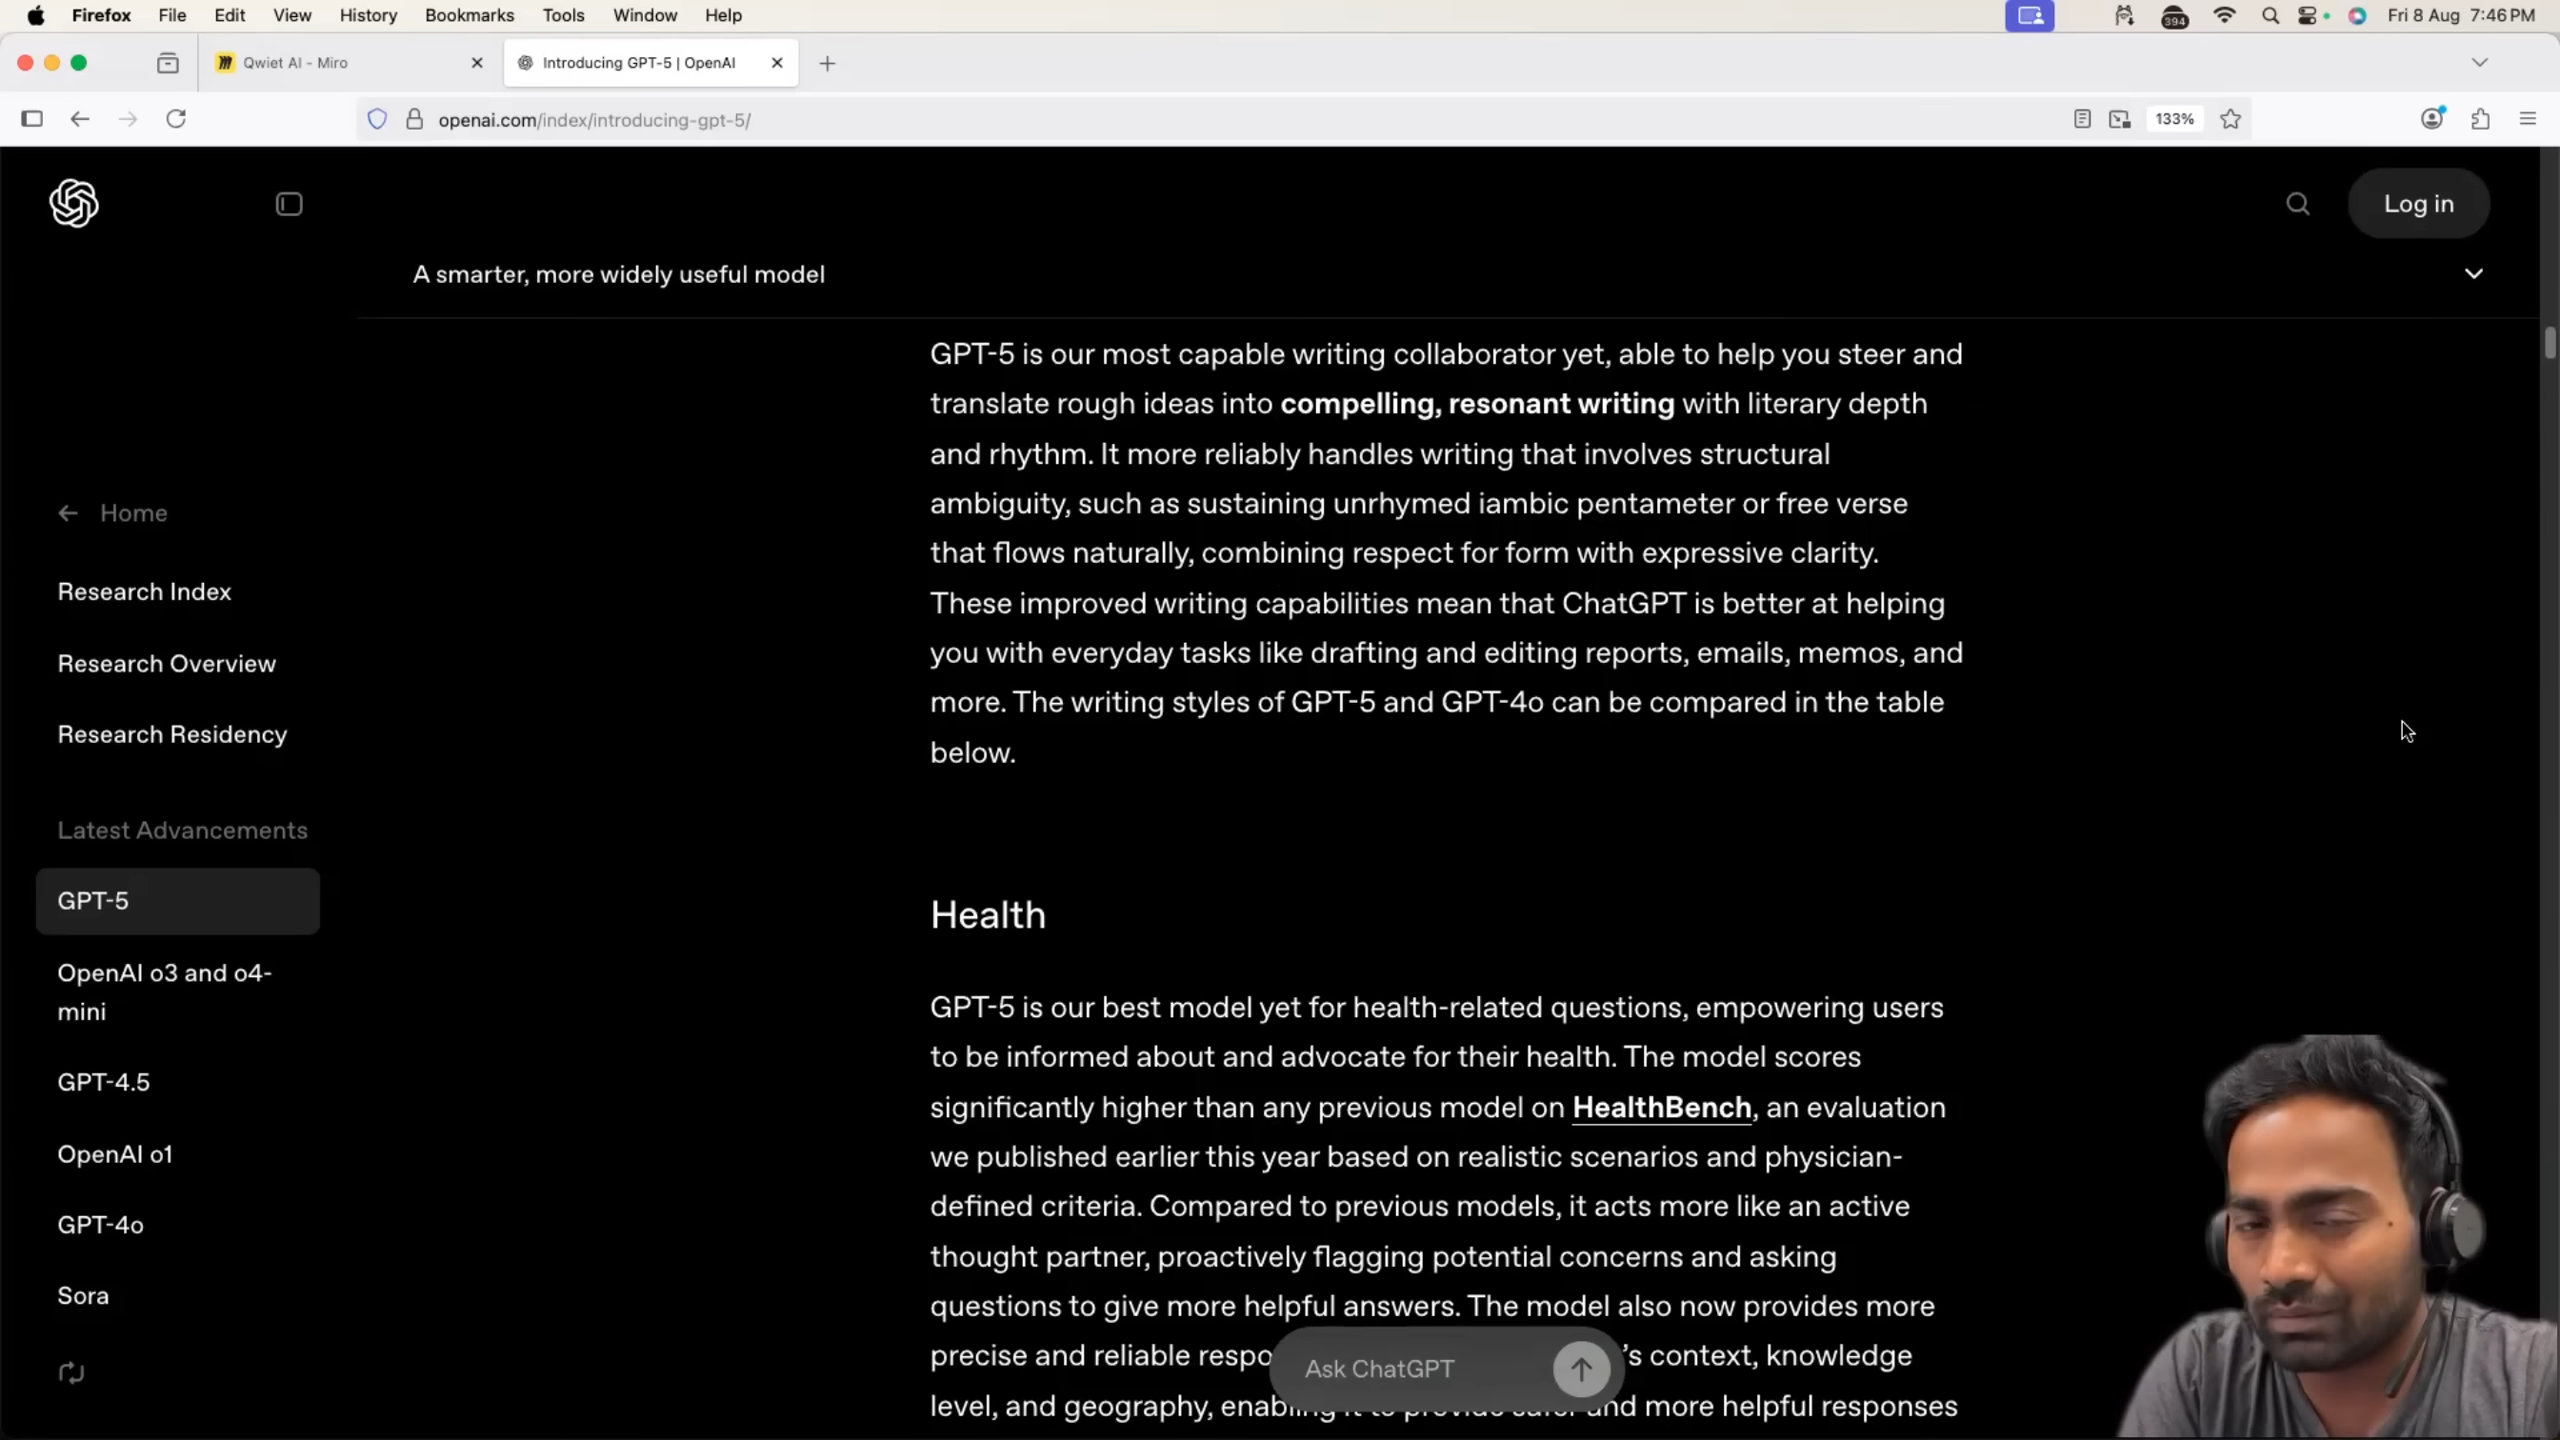 Firefox File Edit View History Bookmarks Tools Window Help
394
Fri 8 Aug 7:46 PM
Qwiet AI - Miro
Introducing GPT-5 | OpenAI
openai.com/index/introducing-gpt-5/
133%
Log in
A smarter, more widely useful model
Home
Research Index
Research Overview
Research Residency
Latest Advancements
GPT-5
OpenAI o3 and o4-
mini
GPT-4.5
OpenAI o1
GPT-4o
Sora
GPT-5 is our most capable writing collaborator yet, able to help you steer and
translate rough ideas into compelling, resonant writing with literary depth
and rhythm. It more reliably handles writing that involves structural
ambiguity, such as sustaining unrhymed iambic pentameter or free verse
that flows naturally, combining respect for form with expressive clarity.
These improved writing capabilities mean that ChatGPT is better at helping
you with everyday tasks like drafting and editing reports, emails, memos, and
more. The writing styles of GPT-5 and GPT-4o can be compared in the table
below.
Health
GPT-5 is our best model yet for health-related questions, empowering users
to be informed about and advocate for their health. The model scores
significantly higher than any previous model on HealthBench, an evaluation
we published earlier this year based on realistic scenarios and physician-
defined criteria. Compared to previous models, it acts more like an active
thought partner, proactively flagging potential concerns and asking
questions to give more helpful answers. The model also now provides more
precise and reliable respo 's context, knowledge
level, and geography, enabling it to provide safer and more helpful responses
Ask ChatGPT